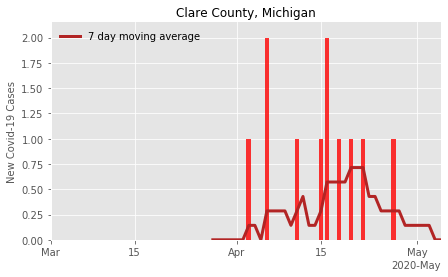 Clare County, Michigan
7 day moving average
New Covid-19 Cases
2.00
1.75
1.50
1.25
1.00
0.75
0.50
0.25
0.00
Mar 15 Apr 15 May
2020-May